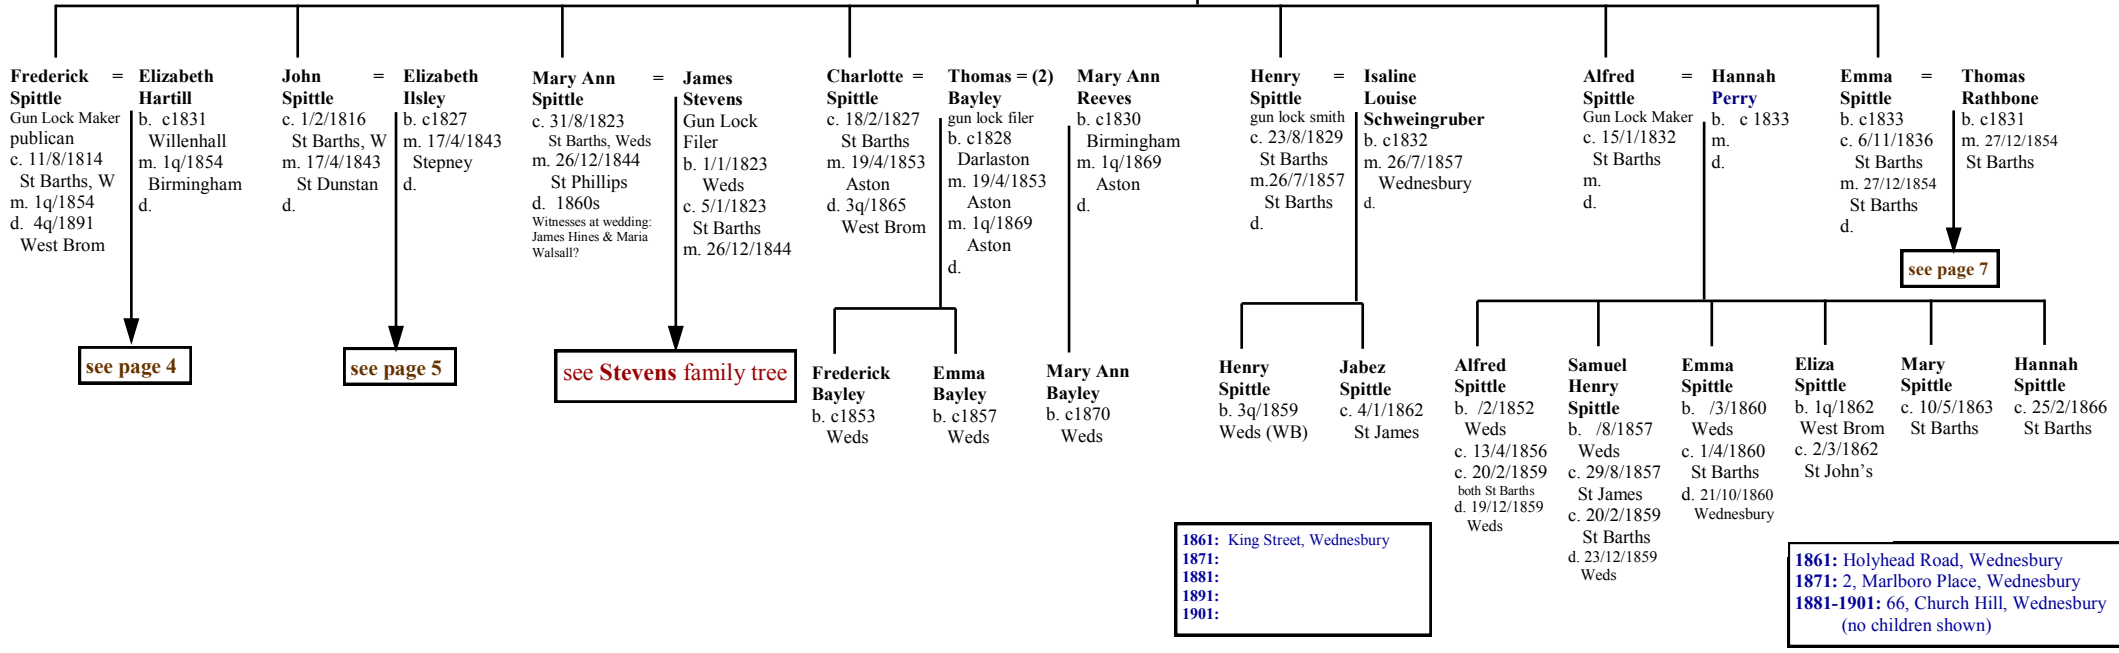 Frederick =
Spittle
Gun Lock Maker
publican
c. 11/8/1814
St Barths, W
m. 1q/1854
d. 4q/1891
West Brom
Elizabeth
Hartill
b. c1831
Willenhall
m. 1q/1854
Birmingham
d.
see page 4
John =
Spittle
c. 1/2/1816
St Barths, W
m. 17/4/1843
St Dunstan
d.
Elizabeth
Ilsley
b. c1827
m. 17/4/1843
Stepney
d.
see page 5
Mary Ann =
Spittle
c. 31/8/1823
St Barths, Weds
m. 26/12/1844
St Phillips
d. 1860s
Witnesses at wedding:
James Hines & Maria
Walsall?
James
Stevens
Gun Lock
Filer
b. 1/1/1823
Weds
c. 5/1/1823
St Barths
m. 26/12/1844
see Stevens family tree
Charlotte =
Spittle
c. 18/2/1827
St Barths
m. 19/4/1853
Aston
d. 3q/1865
West Brom
Thomas = (2)
Bayley
gun lock filer
b. c1828
Darlaston
m. 19/4/1853
Aston
m. 1q/1869
Aston
d.
Mary Ann
Reeves
b. c1830
Birmingham
m. 1q/1869
Aston
d.
Frederick
Bayley
b. c1853
Weds
Emma
Bayley
b. c1857
Weds
Mary Ann
Bayley
b. c1870
Weds
Henry =
Spittle
gun lock smith
c. 23/8/1829
St Barths
m.26/7/1857
St Barths
d.
Isaline
Louise
Schweingruber
b. c1832
m. 26/7/1857
Wednesbury
d.
Henry
Spittle
b. 3q/1859
Weds (WB)
Jabez
Spittle
c. 4/1/1862
St James
1861: King Street, Wednesbury
1871:
1881:
1891:
1901:
Alfred =
Spittle
Gun Lock Maker
c. 15/1/1832
St Barths
m.
d.
Hannah
Perry
b. c 1833
m.
d.
Alfred
Spittle
b. /2/1852
Weds
c. 13/4/1856
c. 20/2/1859
both St Barths
d. 19/12/1859
Weds
Samuel
Henry
Spittle
b. /8/1857
Weds
c. 29/8/1857
St James
c. 20/2/1859
St Barths
d. 23/12/1859
Weds
Emma
Spittle
b. /3/1860
Weds
c. 1/4/1860
St Barths
d. 21/10/1860
Wednesbury
Eliza
Spittle
b. 1q/1862
West Brom
c. 2/3/1862
St John’s
Mary
Spittle
c. 10/5/1863
St Barths
Hannah
Spittle
c. 25/2/1866
St Barths
1861: Holyhead Road, Wednesbury
1871: 2, Marlboro Place, Wednesbury
1881-1901: 66, Church Hill, Wednesbury
(no children shown)
Emma =
Spittle
b. c1833
c. 6/11/1836
St Barths
m. 27/12/1854
St Barths
d.
Thomas
Rathbone
b. c1831
m. 27/12/1854
St Barths
see page 7